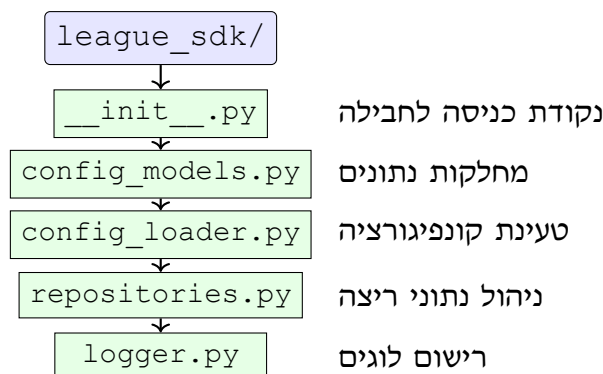 league_sdk/
__init__.py נקודת כניסה לחבילה
config_models.py מחלקות נתונים
config_loader.py טעינת קונפיגורציה
repositories.py ניהול נתוני ריצה
logger.py רישום לוגים